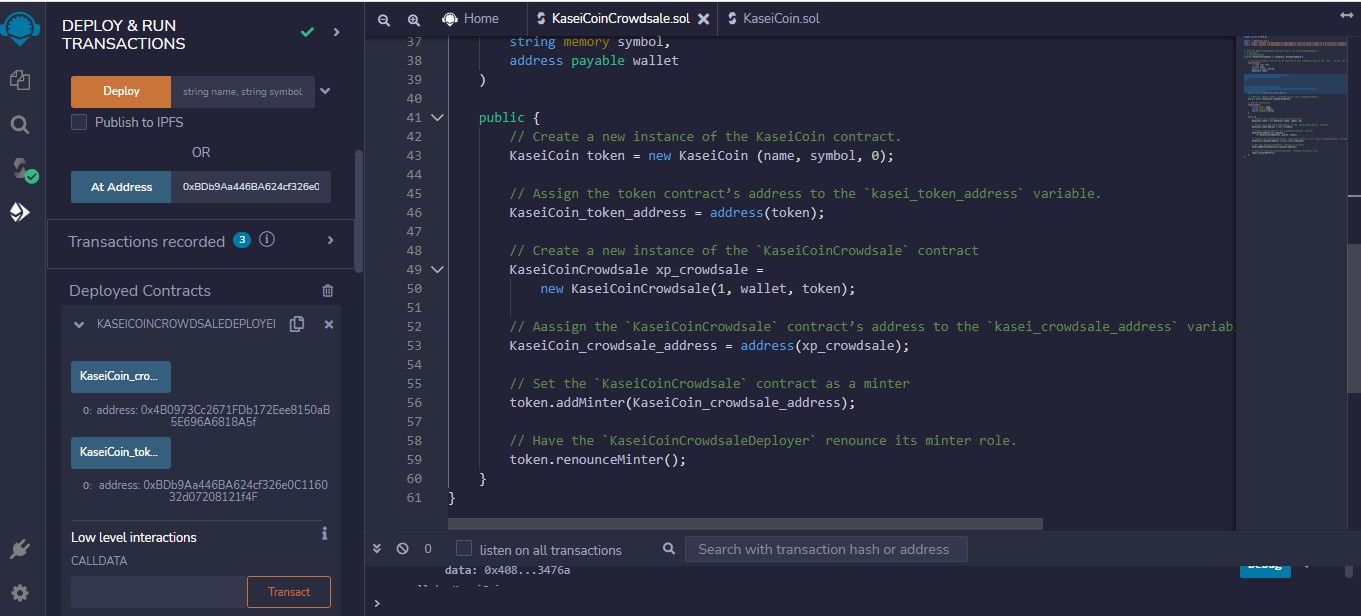 DEPLOY & RUN
TRANSACTIONS
Deploy
string name, string symbol,
Publish to IPFS
OR
At Address
0xBDb9Aa446BA624cf326e0
Transactions recorded 3 i
Deployed Contracts
KASEICOINCROWDSALEDEPLOYEI
KaseiCoin_cro...
0: address: 0x4B0973Cc2671FDb172Eee8150aB
5E696A6818A5f
KaseiCoin_tok...
0: address: 0xBDb9Aa446BA624cf326e0C1160
32d07208121f4F
Low level interactions
CALLDATA
Transact
Home
KaseiCoinCrowdsale.sol
KaseiCoin.sol
37 string memory symbol,
38 address payable wallet
39 )
40
41 public {
42 // Create a new instance of the KaseiCoin contract.
43 KaseiCoin token = new KaseiCoin (name, symbol, 0);
44
45 // Assign the token contract’s address to the `kasei_token_address` variable.
46 KaseiCoin_token_address = address(token);
47
48 // Create a new instance of the `KaseiCoinCrowdsale` contract
49 KaseiCoinCrowdsale xp_crowdsale =
50 new KaseiCoinCrowdsale(1, wallet, token);
51
52 // Aassign the `KaseiCoinCrowdsale` contract’s address to the `kasei_crowdsale_address` variabl
53 KaseiCoin_crowdsale_address = address(xp_crowdsale);
54
55 // Set the `KaseiCoinCrowdsale` contract as a minter
56 token.addMinter(KaseiCoin_crowdsale_address);
57
58 // Have the `KaseiCoinCrowdsaleDeployer` renounce its minter role.
59 token.renounceMinter();
60 }
61 }
0
listen on all transactions
Search with transaction hash or address
data: 0x408...3476a
Debug
>